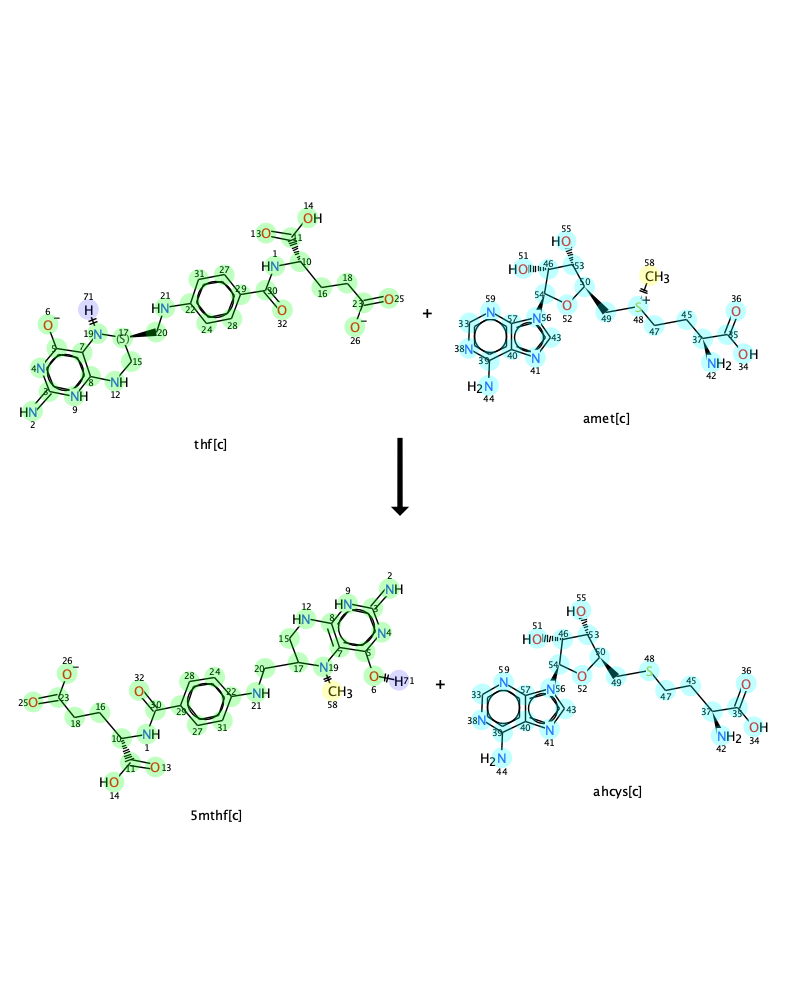 14
OH
13 O
11
1
HN
10
31
27
21
HN
29
30
16
18
23
O 25
O−
26
22
24
28
O
32
71
H
6
O−
19 N
17
(S)
20
5
7
15
4 N
8
NH
12
3
NH
9
HN
2
thf[c]
+
55
HO
51
HO
46
53
58
CH3
50
54
O
52
49
S+
48
47
45
36
O
35
37
OH
34
NH2
42
59
N
33
57
N 56
43
38 N
39
40
N
41
H2N
44
amet[c]
2
NH
9
HN
3
12
HN
8
N 4
15
7
5
20
17
N 19
O
6
H 71
CH3
58
26
O−
25 O
23
32
O
28
24
22
HN
21
16
30
29
18
10
HN
1
27
31
11
O 13
HO
14
5mthf[c]
+
55
HO
51
HO
46
53
50
48
S
54
O
52
49
47
45
36
O
35
37
OH
34
NH2
42
59
N
33
57
N 56
43
38 N
39
40
N
41
H2N
44
ahcys[c]